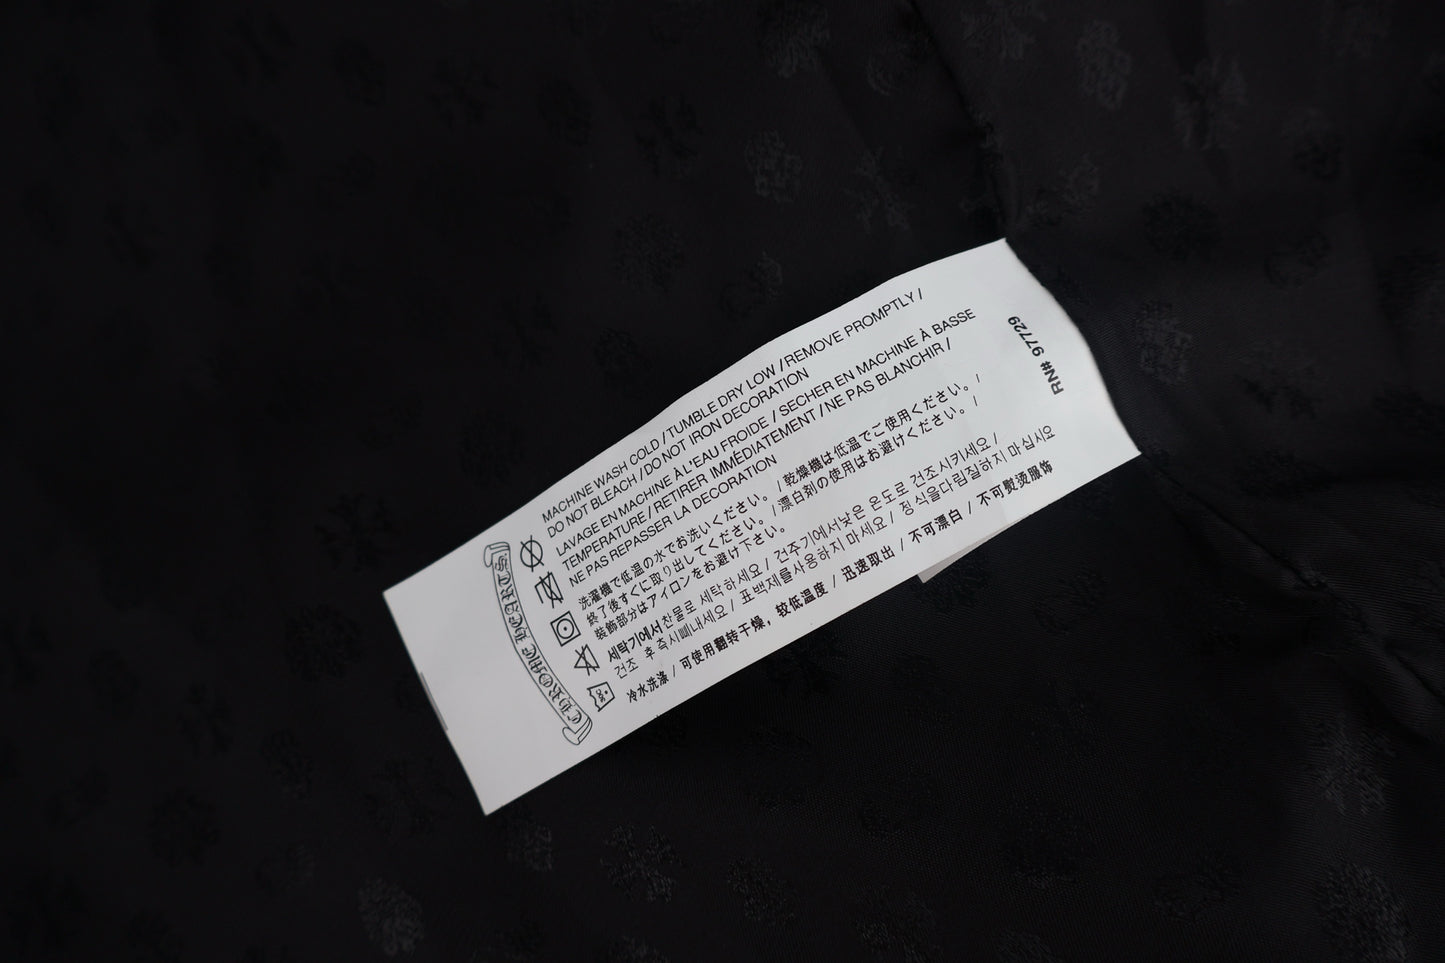 CHROME HEARTS
MACHINE WASH COLD / TUMBLE DRY LOW / REMOVE PROMPTLY /
DO NOT BLEACH / DO NOT IRON DECORATION
LAVAGE EN MACHINE À L'EAU FROIDE / SECHER EN MACHINE À BASSE
TEMPERATURE / RETIRER IMMÈDIATEMENT / NE PAS BLANCHIR /
NE PAS REPASSER LA DECORATION
洗濯機で低温の水でお洗いください。 / 乾燥機は低温でご使用ください。 /
終了後すぐに取り出してください。 / 漂白剤の使用はお避けください。 /
装飾部分はアイロンをお避け下さい。
세탁기에서 찬물로 세탁하세요 / 건주기에서낮은 온도로 건조시키세요 /
건조 후즉시빼내세요 / 표백제를사용하지 마세요 / 장식을다림질하지 마십시요
冷水洗涤 / 可使用翻转干燥，较低温度 / 迅速取出 / 不可漂白 / 不可熨烫服饰
RN# 97729